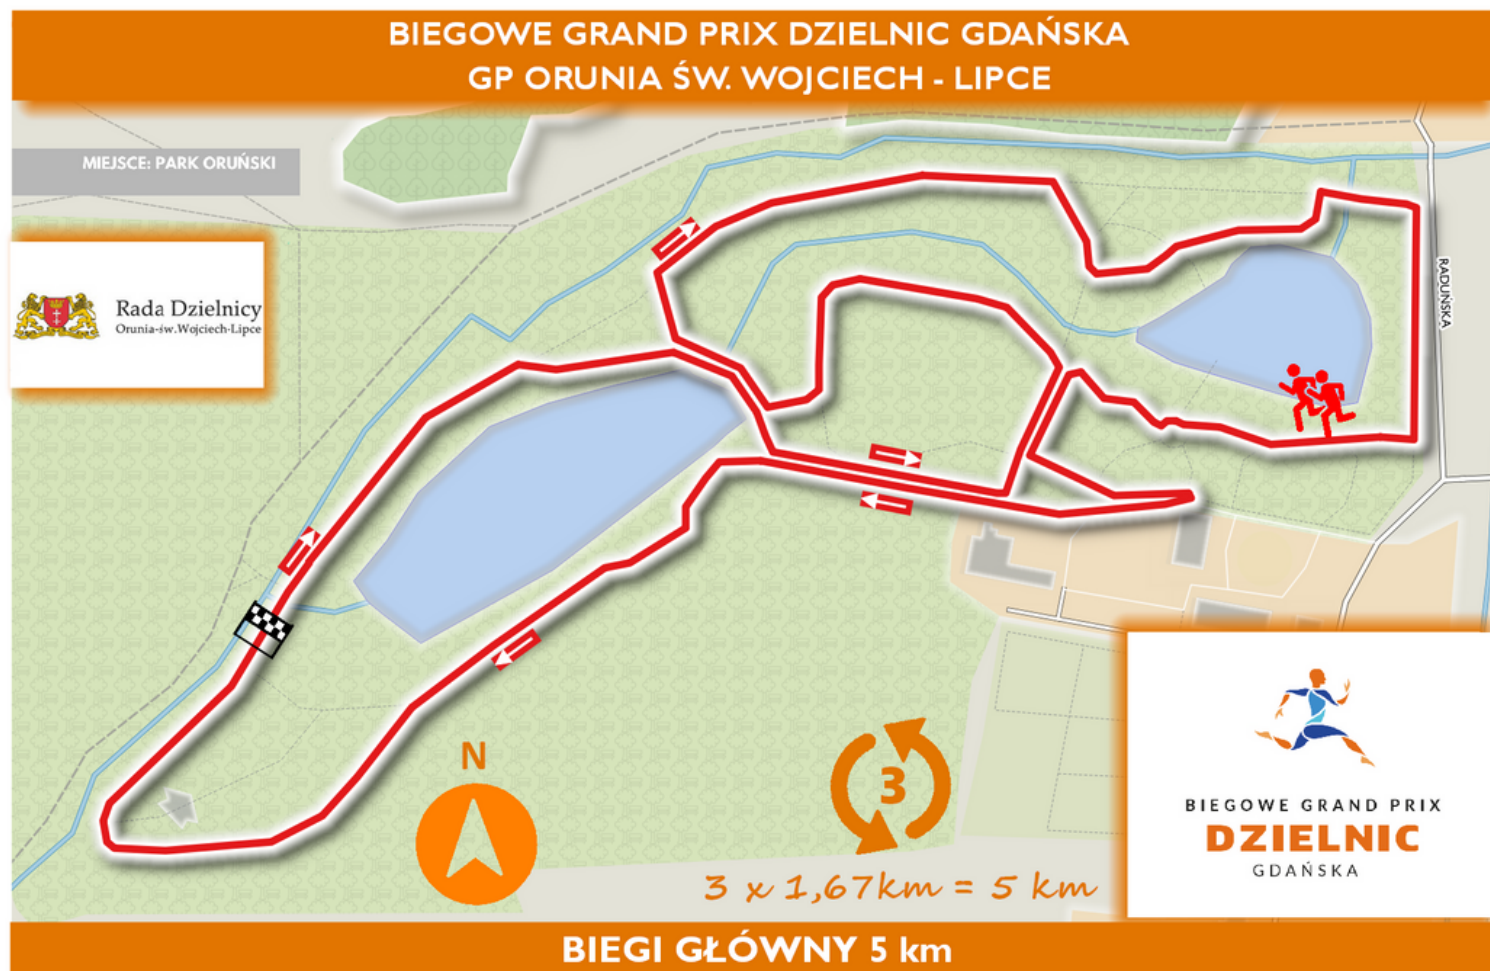 BIEGOWE GRAND PRIX DZIELNIC GDAŃSKA
GP ORUNIA ŚW. WOJCIECH - LIPCE
MIEJSCE: PARK ORUŃSKI
Rada Dzielnicy
Orunia-św.Wojciech-Lipce
RADUŃSKA
N
3
3 x 1,67km = 5 km
BIEGOWE GRAND PRIX
DZIELNIC
GDAŃSKA
BIEGI GŁÓWNY 5 km